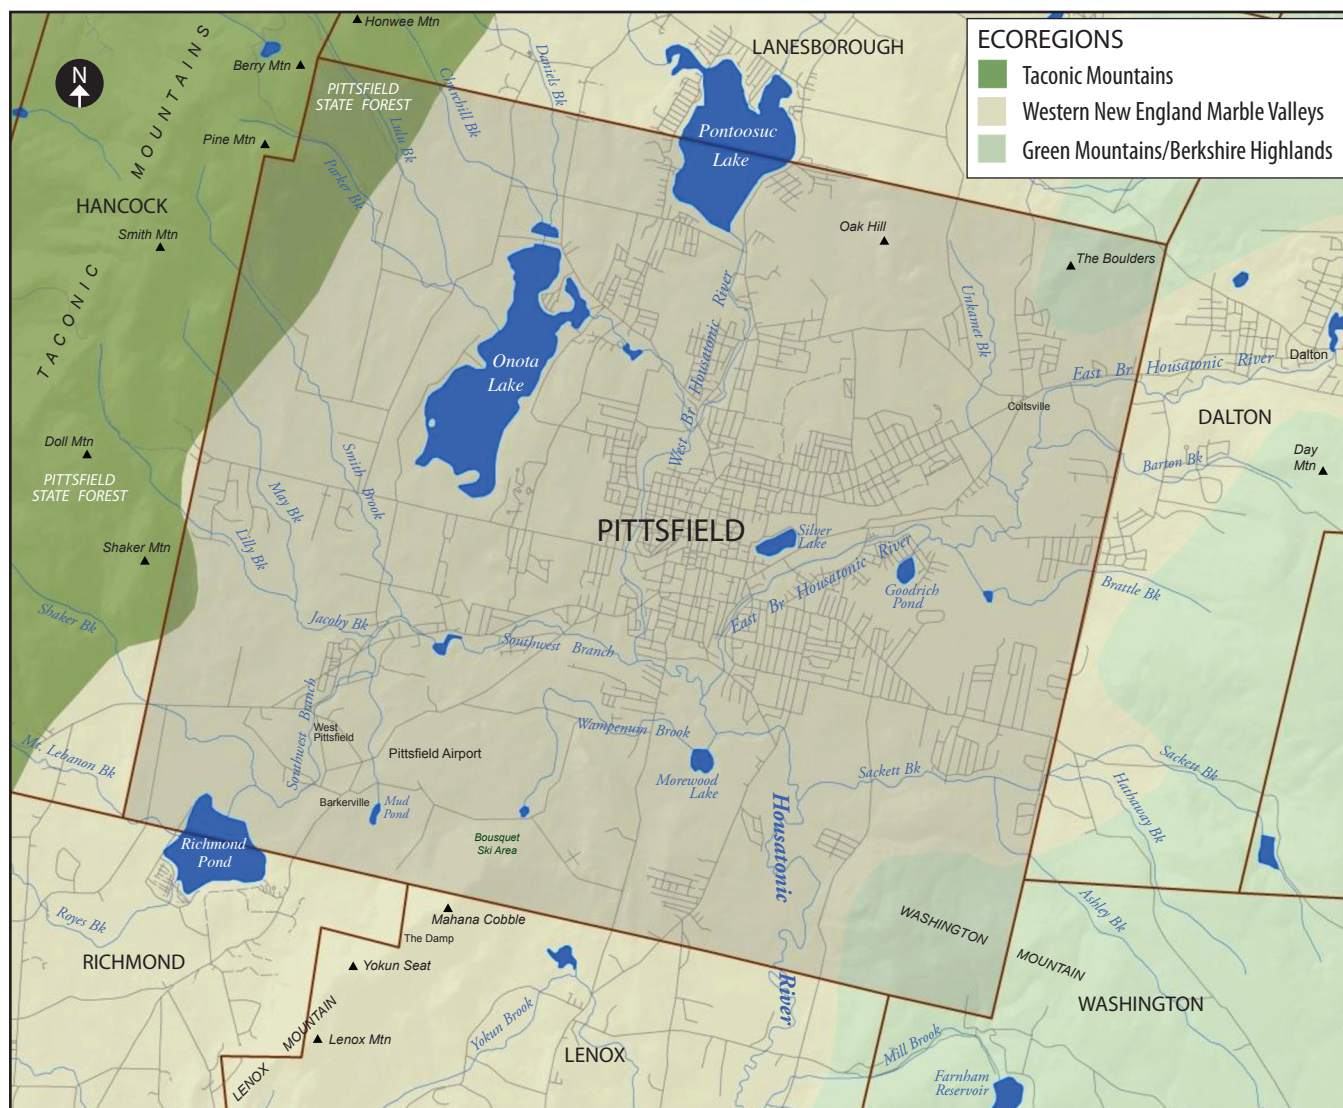 ECOREGIONS
Taconic Mountains
Western New England Marble Valleys
Green Mountains/Berkshire Highlands
N
Honwee Mtn
Berry Mtn
PITTSFIELD
STATE FOREST
Pine Mtn
TACONIC MOUNTAINS
HANCOCK
Smith Mtn
Doll Mtn
PITTSFIELD
STATE FOREST
Shaker Mtn
Shaker Bk
Mt. Lebanon Bk
Lulu Bk
Parker Bk
Churchill Bk
Daniels Bk
LANESBOROUGH
Pontoosuc
Lake
Oak Hill
The Boulders
Unkamet Bk
Onota
Lake
West Br Housatonic River
East Br Housatonic River
Dalton
DALTON
Coltsville
Day
Mtn
Barton Bk
Smith Brook
May Bk
Lilly Bk
PITTSFIELD
Silver
Lake
East Br Housatonic River
Goodrich
Pond
Brattle Bk
Jacoby Bk
Southwest Branch
Southwest Branch
West
Pittsfield
Pittsfield Airport
Wampenum Brook
Morewood
Lake
Sackett Bk
Sackett Bk
Hathaway Bk
Barkerville
Mud
Pond
Bousquet
Ski Area
Housatonic
River
Richmond
Pond
Royes Bk
RICHMOND
Mahana Cobble
The Damp
Yokun Seat
LENOX MOUNTAIN
Lenox Mtn
Yokun Brook
LENOX
WASHINGTON
MOUNTAIN
Ashley Bk
WASHINGTON
Mill Brook
Farnham
Reservoir